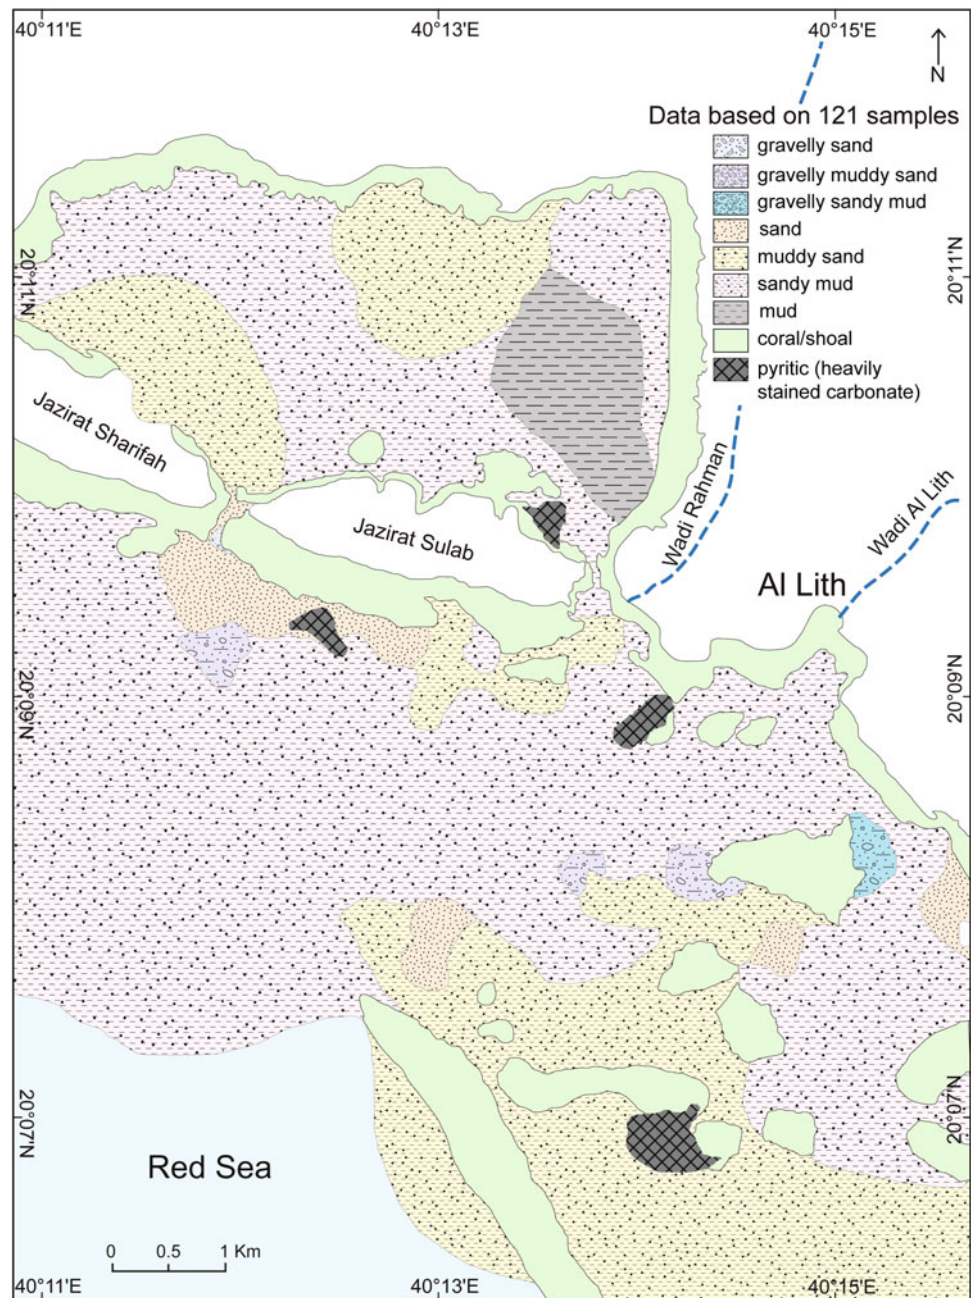 40°11'E
40°13'E
40°15'E
N
Data based on 121 samples
gravelly sand
gravelly muddy sand
gravelly sandy mud
sand
muddy sand
sandy mud
mud
coral/shoal
pyritic (heavily
stained carbonate)
20°11'N
20°11'N
Jazirat Sharifah
Jazirat Sulab
Wadi Rahman
Wadi Al Lith
Al Lith
20°09'N
20°09'N
20°07'N
20°07'N
Red Sea
0 0.5 1 Km
40°11'E
40°13'E
40°15'E